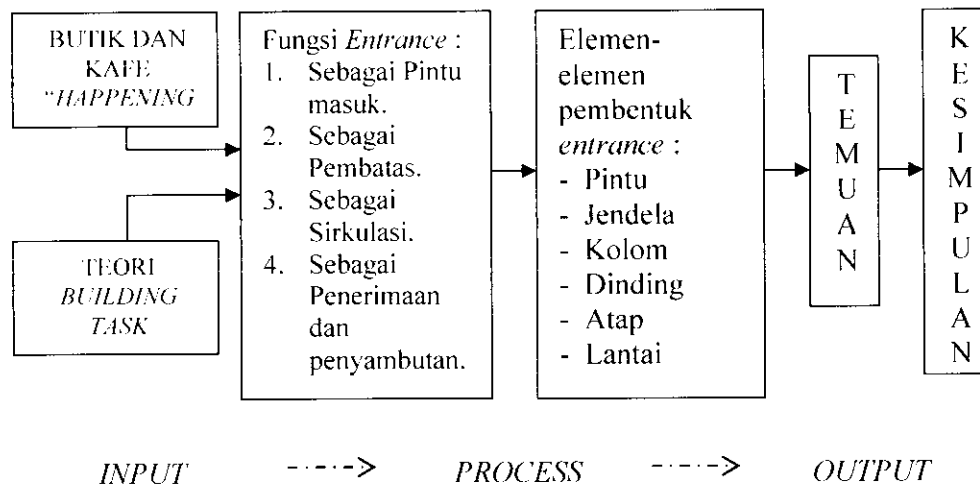 BUTIK DAN
KAFE
"HAPPENING
TEORI
BUILDING
TASK
Fungsi Entrance :
1. Sebagai Pintu
masuk.
2. Sebagai
Pembatas.
3. Sebagai
Sirkulasi.
4. Sebagai
Penerimaan
dan
penyambutan.
Elemen-
elemen
pembentuk
entrance :
- Pintu
- Jendela
- Kolom
- Dinding
- Atap
- Lantai
T
E
M
U
A
N
K
E
S
I
M
P
U
L
A
N
INPUT PROCESS OUTPUT